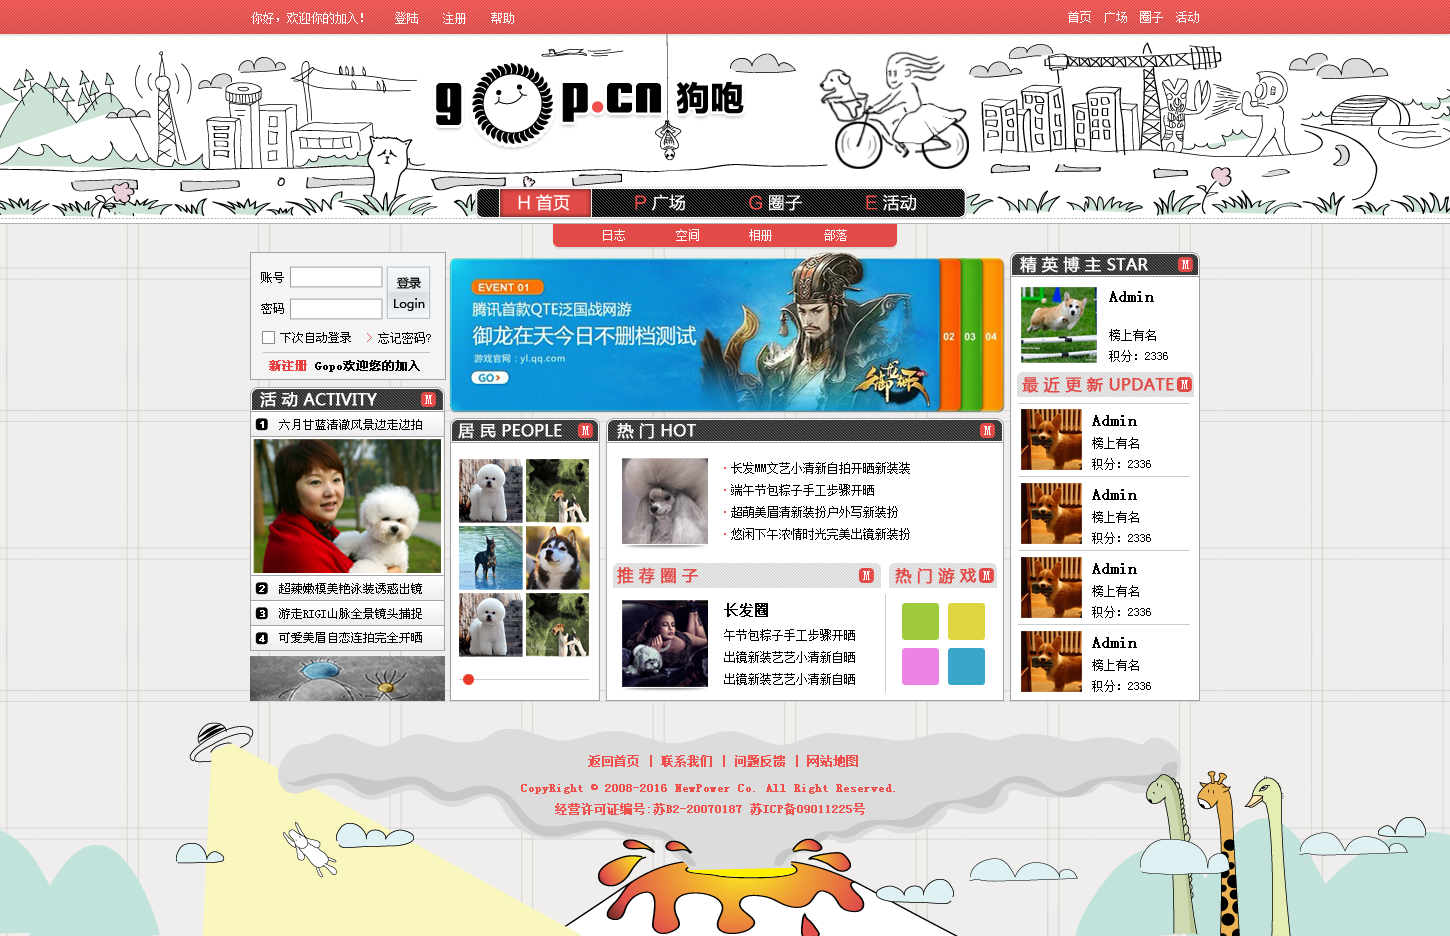 你好，欢迎你的加入！ 登陆 注册 帮助
首页 广场 圈子 活动
gop.cn 狗咆
H 首页 P 广场 G 圈子 E 活动
日志 空间 相册 部落
账号
密码
登录
Login
下次自动登录 忘记密码?
新注册 Gopo欢迎您的加入
活动 ACTIVITY M
1 六月甘蓝清澈风景边走边拍
2 超辣嫩模美艳泳装诱惑出镜
3 游走RIGI山脉全景镜头捕捉
4 可爱美眉自恋连拍完全开晒
EVENT 01
腾讯首款QTE泛国战网游
御龙在天今日不删档测试
游戏官网：yl.qq.com
GO
御龙在天
02 03 04
居民 PEOPLE M
热门 HOT M
· 长发MM文艺小清新自拍开晒新装装
· 端午节包粽子手工步骤开晒
· 超萌美眉清新装扮户外写新装扮
· 悠闲下午浓情时光完美出镜新装扮
推荐圈子 M
长发圈
午节包粽子手工步骤开晒
出镜新装艺艺小清新自晒
出镜新装艺艺小清新自晒
热门游戏 M
精英博主 STAR M
Admin
榜上有名
积分：2336
最近更新 UPDATE M
Admin
榜上有名
积分：2336
Admin
榜上有名
积分：2336
Admin
榜上有名
积分：2336
Admin
榜上有名
积分：2336
返回首页 | 联系我们 | 问题反馈 | 网站地图
CopyRight © 2008-2016 NewPower Co. All Right Reserved.
经营许可证编号:苏B2-20070187 苏ICP备09011225号